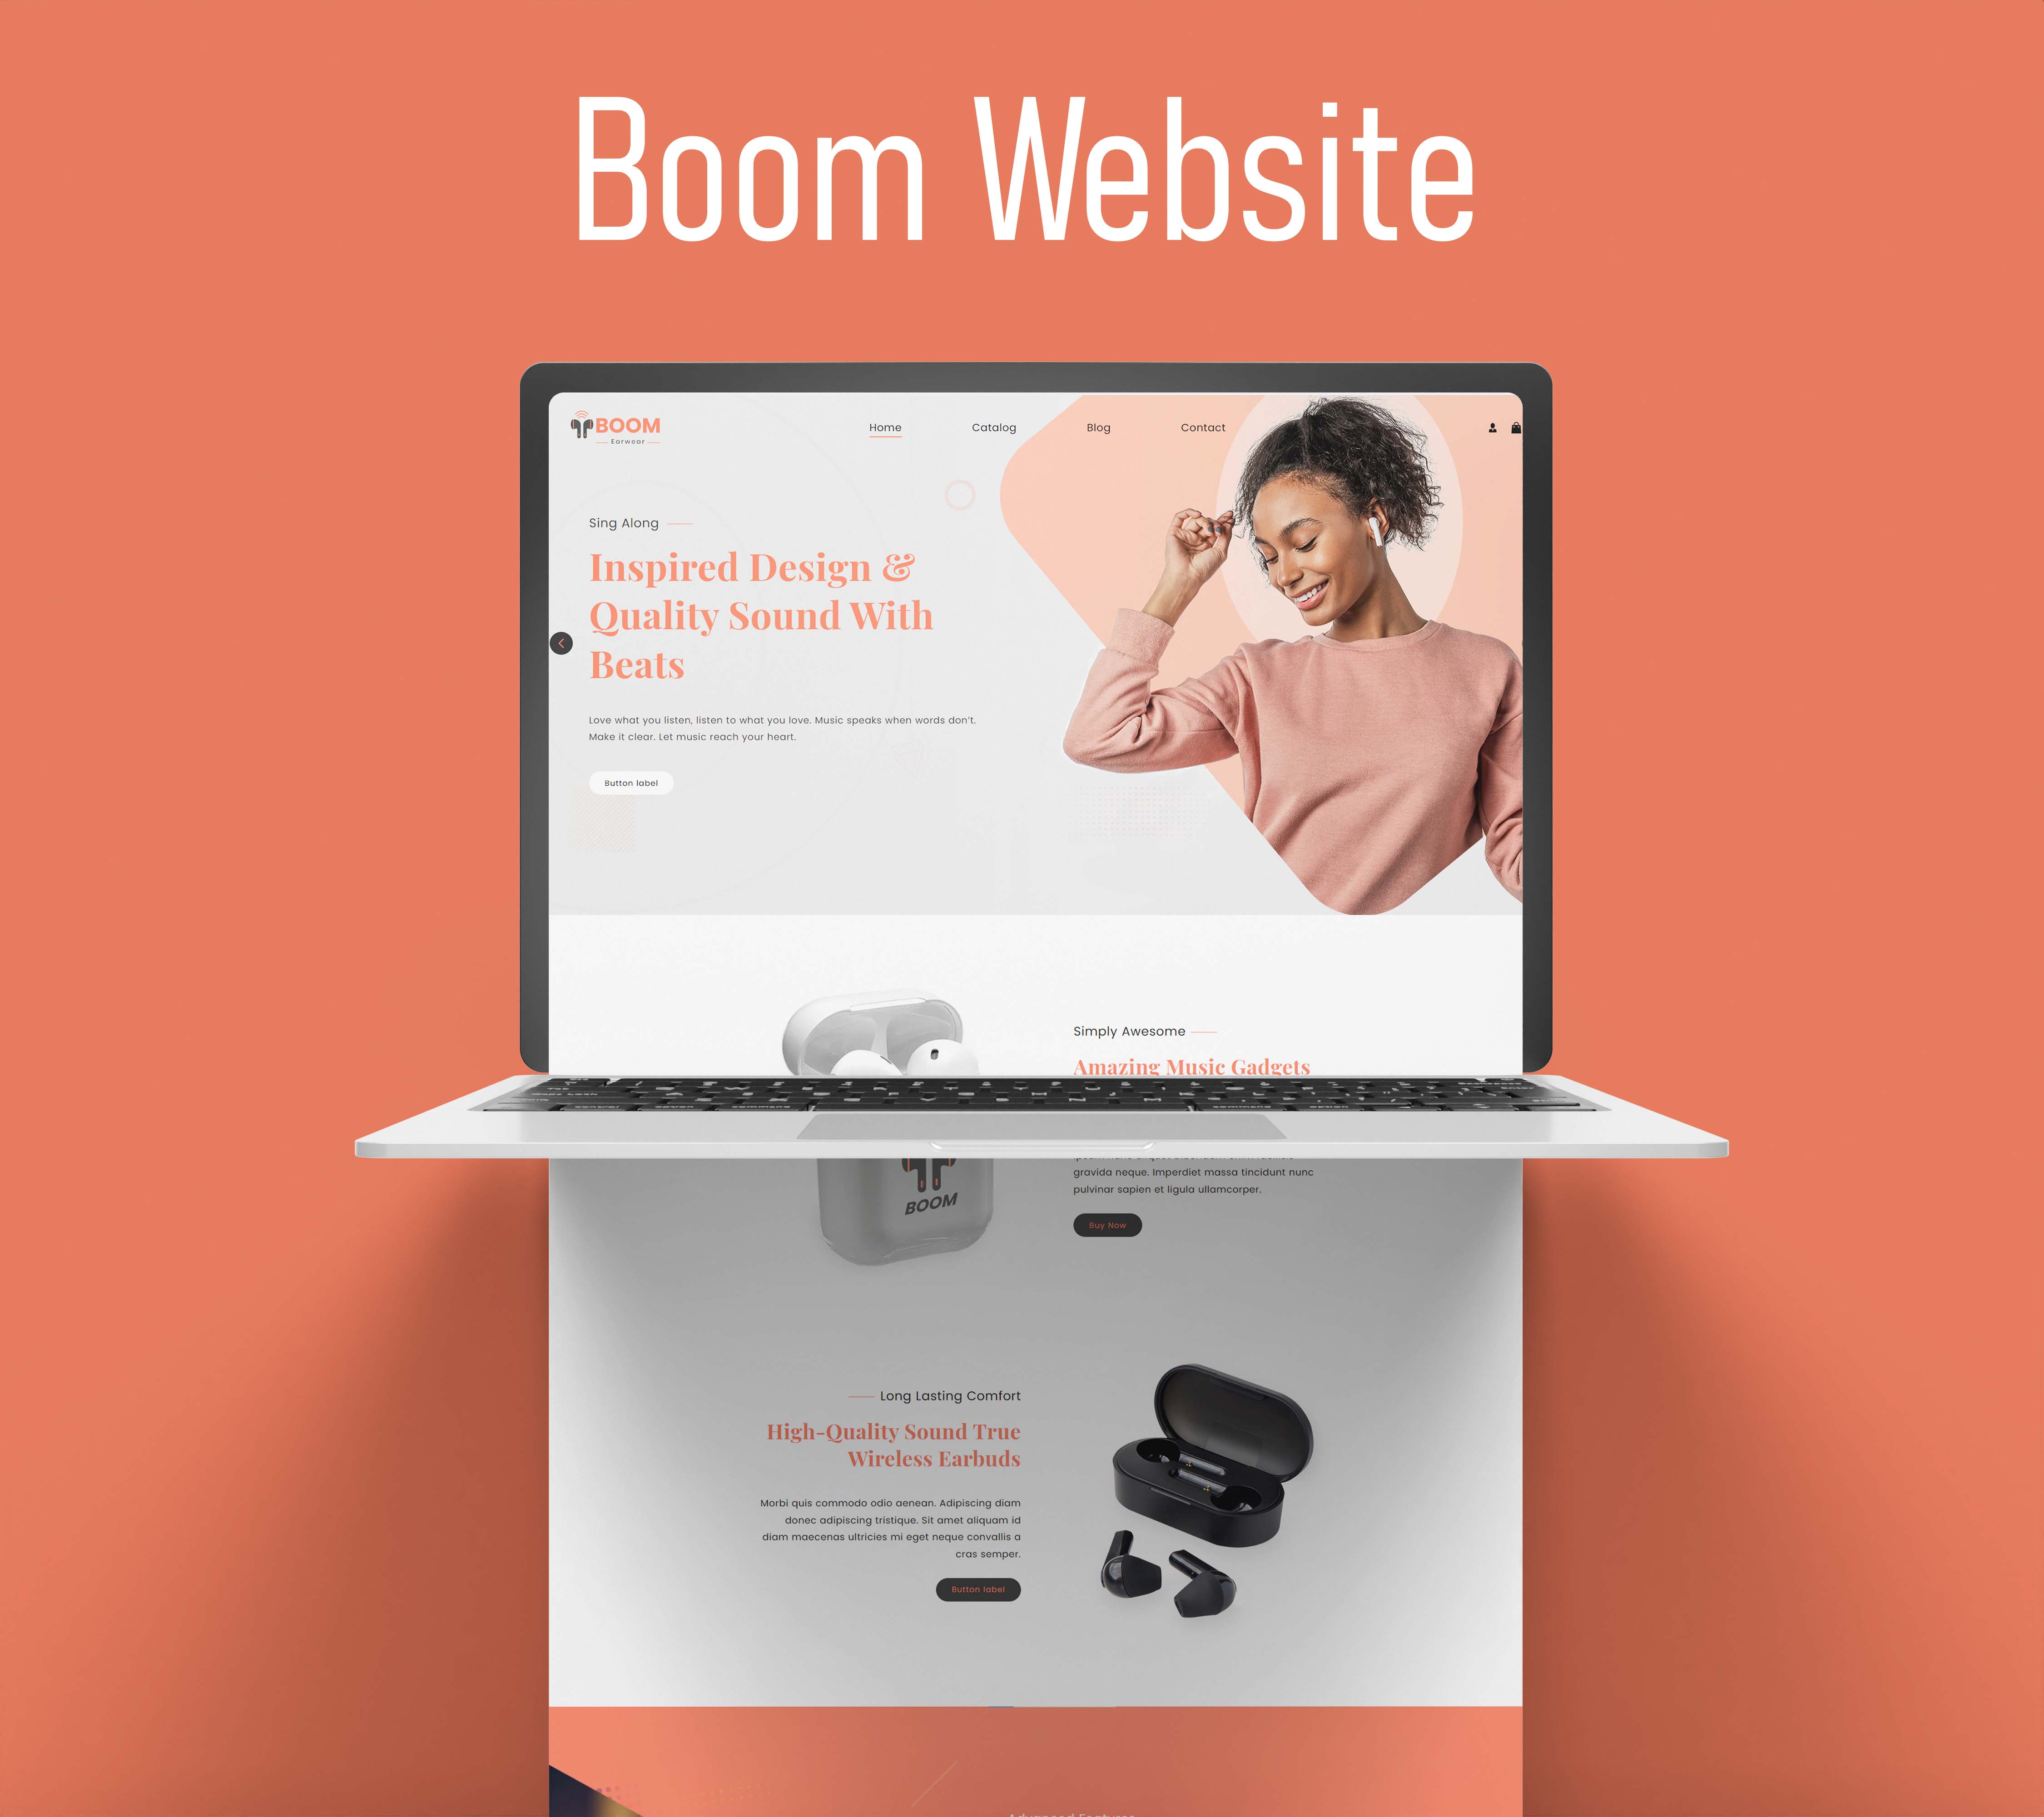 Boom Website
BOOM
Earwear
Home Catalog Blog Contact
Sing Along
Inspired Design &
Quality Sound With
Beats
Love what you listen, listen to what you love. Music speaks when words don't.
Make it clear. Let music reach your heart.
Button label
Simply Awesome
Amazing Music Gadgets
gravida neque. Imperdiet massa tincidunt nunc
pulvinar sapien et ligula ullamcorper.
BOOM
Buy Now
Long Lasting Comfort
High-Quality Sound True
Wireless Earbuds
Morbi quis commodo odio aenean. Adipiscing diam
donec adipiscing tristique. Sit amet aliquam id
diam maecenas ultricies mi eget neque convallis a
cras semper.
Button label
Advanced Features